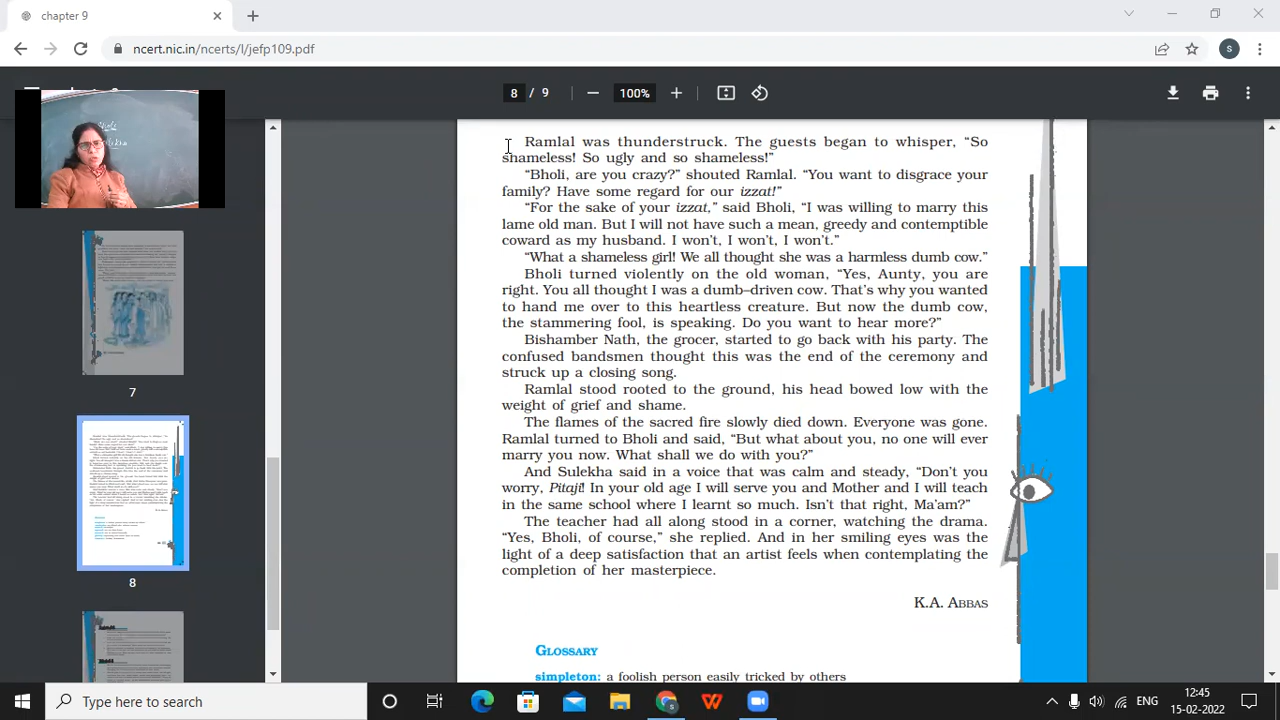 chapter 9
ncert.nic.in/ncerts/l/jefp109.pdf
S
8 / 9
100%
Ramlal was thunderstruck. The guests began to whisper, “So
shameless! So ugly and so shameless!”
“Bholi, are you crazy?” shouted Ramlal. “You want to disgrace your
family? Have some regard for our izzat!”
“For the sake of your izzat,” said Bholi, “I was willing to marry this
lame old man. But I will not have such a mean, greedy and contemptible
coward as my husband. I won’t, I won’t, I won’t.”
“What a shameless girl! We all thought she was a harmless dumb cow.”
Bholi turned violently on the old woman, “Yes, Aunty, you are
right. You all thought I was a dumb–driven cow. That’s why you wanted
to hand me over to this heartless creature. But now the dumb cow,
the stammering fool, is speaking. Do you want to hear more?”
Bishamber Nath, the grocer, started to go back with his party. The
confused bandsmen thought this was the end of the ceremony and
struck up a closing song.
Ramlal stood rooted to the ground, his head bowed low with the
weight of grief and shame.
The flames of the sacred fire slowly died down. Everyone was gone.
Ramlal turned to Bholi and said, “But what about you, no one will ever
marry you now. What shall we do with you?”
And Sulekha said in a voice that was calm and steady, “Don’t you
worry, Pitaji! In your old age I will serve you and Mother and I will teach
in the same school where I learnt so much. Isn’t that right, Ma’am?”
The teacher had all along stood in a corner, watching the drama.
“Yes, Bholi, of course,” she replied. And in her smiling eyes was the
light of a deep satisfaction that an artist feels when contemplating the
completion of her masterpiece.
K.A. ABBAS
GLOSSARY
simpleton: a foolish person easily tricked by others
7
8
Type here to search
ENG
12:45
15-02-2022